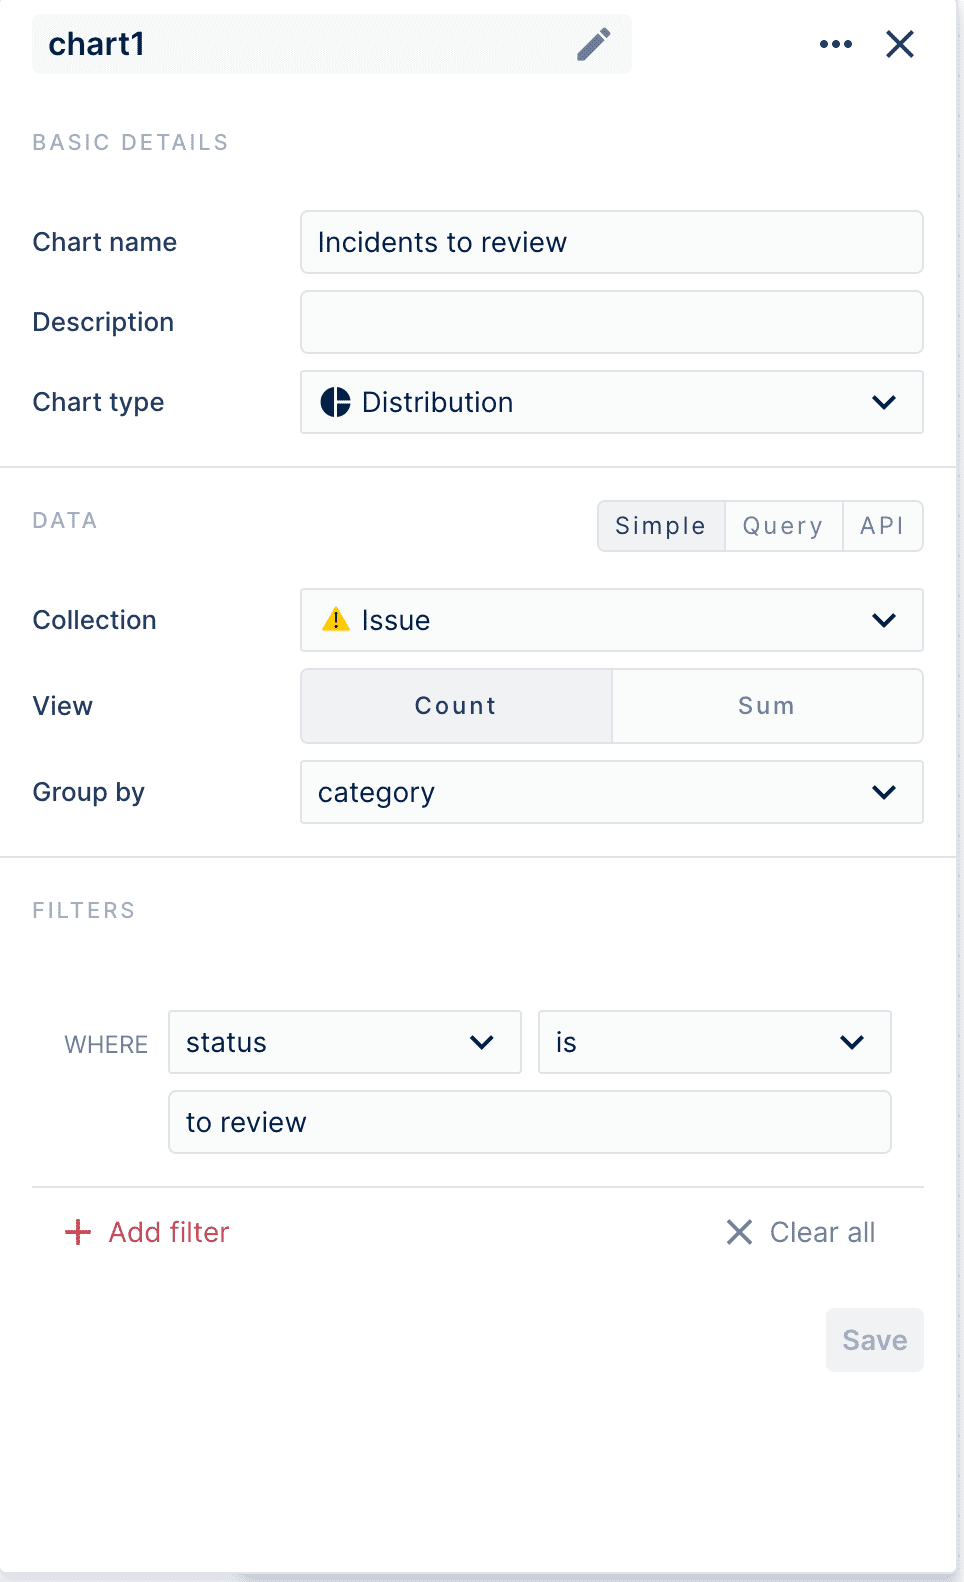 chart1
BASIC DETAILS
Chart name
Incidents to review
Description
Chart type
Distribution
DATA
Simple
Query
API
Collection
Issue
View
Count
Sum
Group by
category
FILTERS
WHERE
status
is
to review
Add filter
Clear all
Save